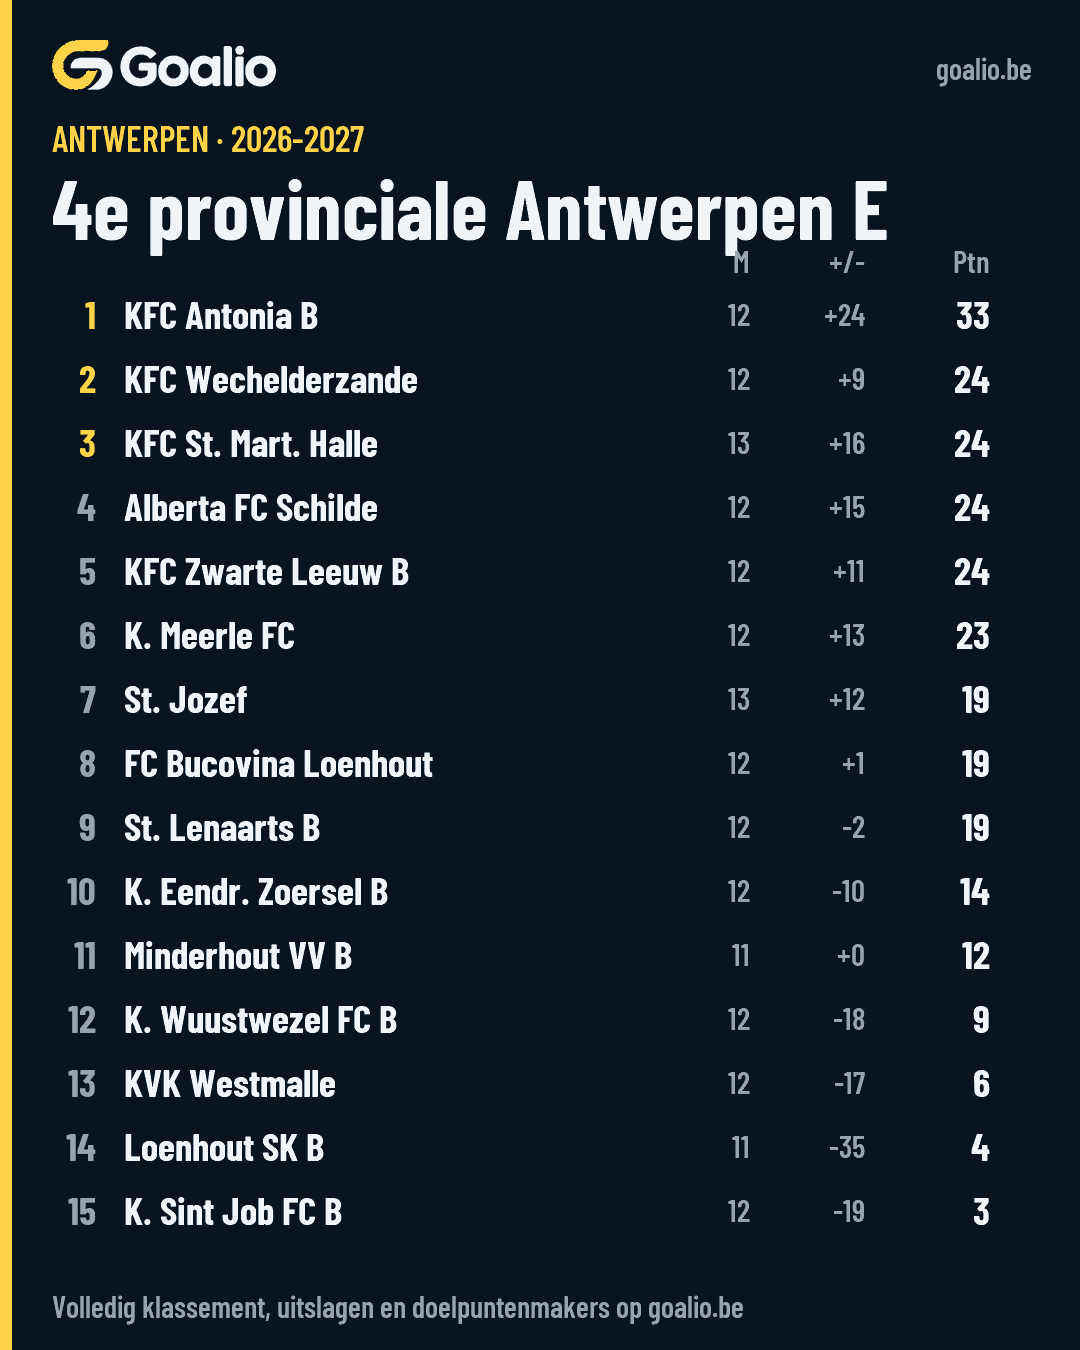 Goalio
goalio.be
ANTWERPEN · 2026-2027
4e provinciale Antwerpen E
M +/- Ptn
1 KFC Antonia B 12 +24 33
2 KFC Wechelderzande 12 +9 24
3 KFC St. Mart. Halle 13 +16 24
4 Alberta FC Schilde 12 +15 24
5 KFC Zwarte Leeuw B 12 +11 24
6 K. Meerle FC 12 +13 23
7 St. Jozef 13 +12 19
8 FC Bucovina Loenhout 12 +1 19
9 St. Lenaarts B 12 -2 19
10 K. Eendr. Zoersel B 12 -10 14
11 Minderhout VV B 11 +0 12
12 K. Wuustwezel FC B 12 -18 9
13 KVK Westmalle 12 -17 6
14 Loenhout SK B 11 -35 4
15 K. Sint Job FC B 12 -19 3
Volledig klassement, uitslagen en doelpuntenmakers op goalio.be